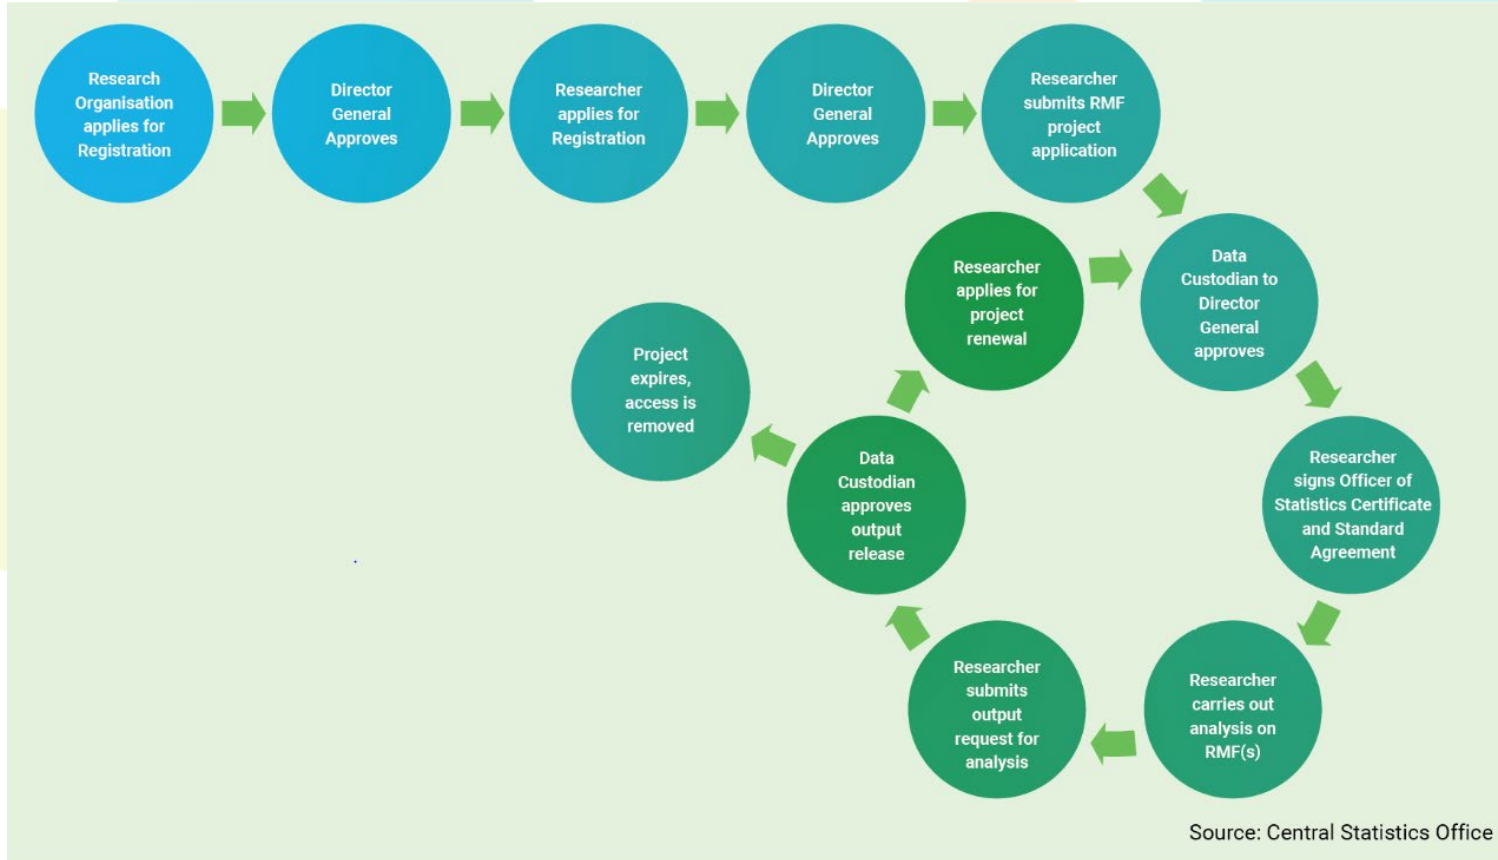 Research
Organisation
applies for
Registration
Director
General
Approves
Researcher
applies for
Registration
Director
General
Approves
Researcher
submits RMF
project
application
Data
Custodian to
Director
General
approves
Researcher
signs Officer of
Statistics Certificate
and Standard
Agreement
Researcher
carries out
analysis on
RMF(s)
Researcher
submits
output
request for
analysis
Data
Custodian
approves
output
release
Researcher
applies for
project
renewal
Project
expires,
access is
removed
Source: Central Statistics Office